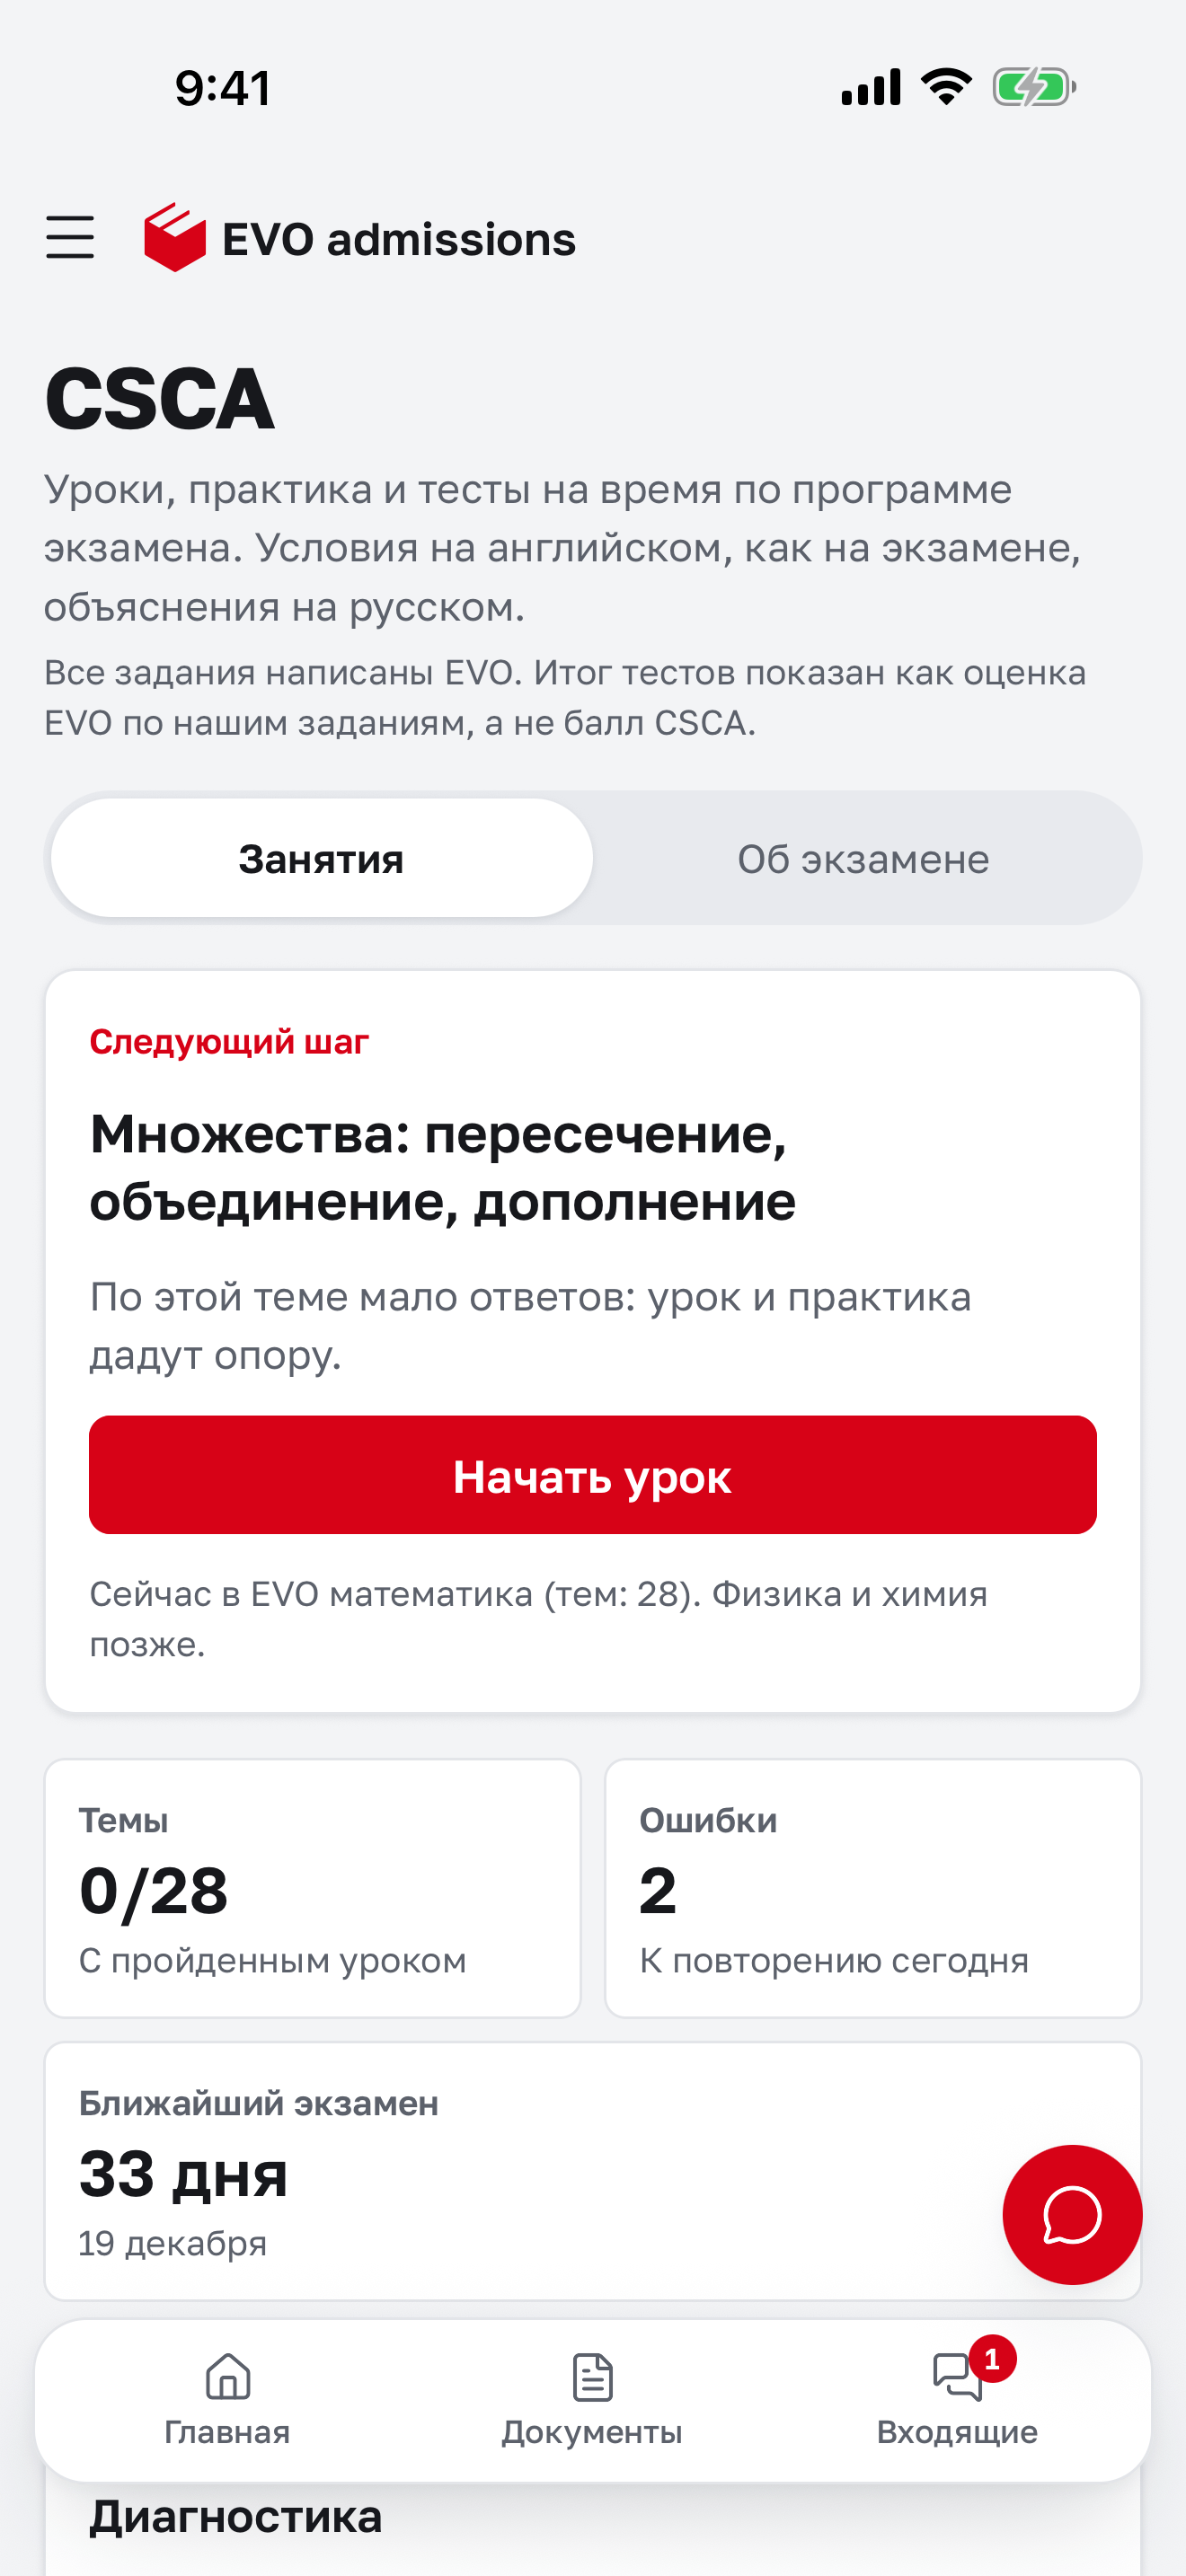 9:41
EVO admissions
CSCA
Уроки, практика и тесты на время по программе
экзамена. Условия на английском, как на экзамене,
объяснения на русском.
Все задания написаны EVO. Итог тестов показан как оценка
EVO по нашим заданиям, а не балл CSCA.
Занятия
Об экзамене
Следующий шаг
Множества: пересечение,
объединение, дополнение
По этой теме мало ответов: урок и практика
дадут опору.
Начать урок
Сейчас в EVO математика (тем: 28). Физика и химия
позже.
Темы
0/28
С пройденным уроком
Ошибки
2
К повторению сегодня
Ближайший экзамен
33 дня
19 декабря
Главная
Документы
1
Входящие
Диагностика